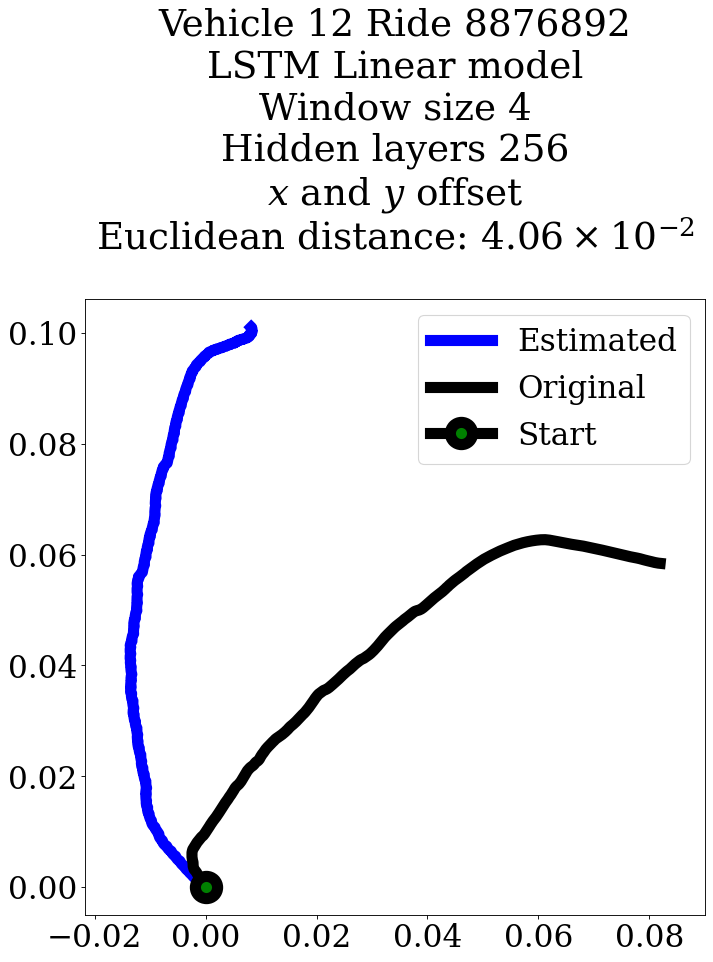 Vehicle 12 Ride 8876892
LSTM Linear model
Window size 4
Hidden layers 256
x and y offset
Euclidean distance: 4.06 × 10⁻²
Estimated
Original
Start
0.10
0.08
0.06
0.04
0.02
0.00
−0.02 0.00 0.02 0.04 0.06 0.08